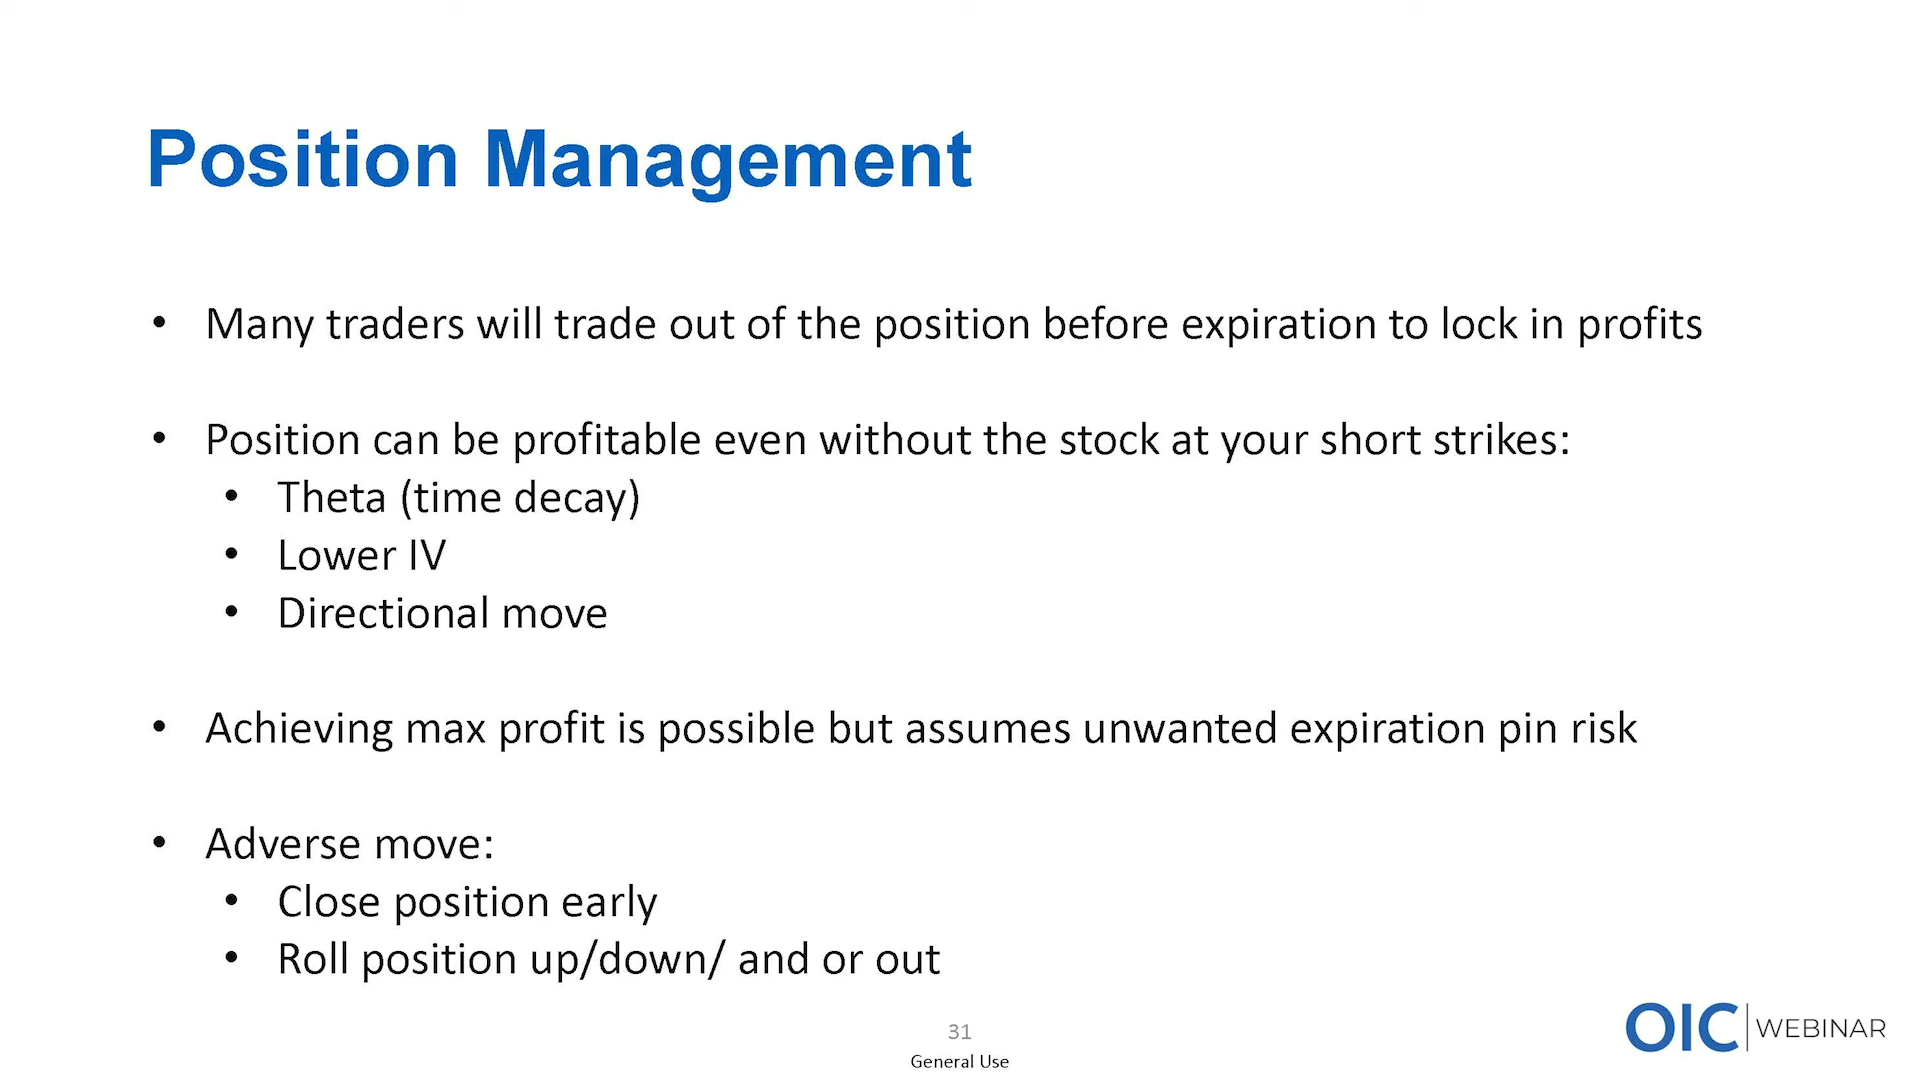 Position Management
• Many traders will trade out of the position before expiration to lock in profits
• Position can be profitable even without the stock at your short strikes:
• Theta (time decay)
• Lower IV
• Directional move
• Achieving max profit is possible but assumes unwanted expiration pin risk
• Adverse move:
• Close position early
• Roll position up/down/ and or out
31
General Use
OIC WEBINAR